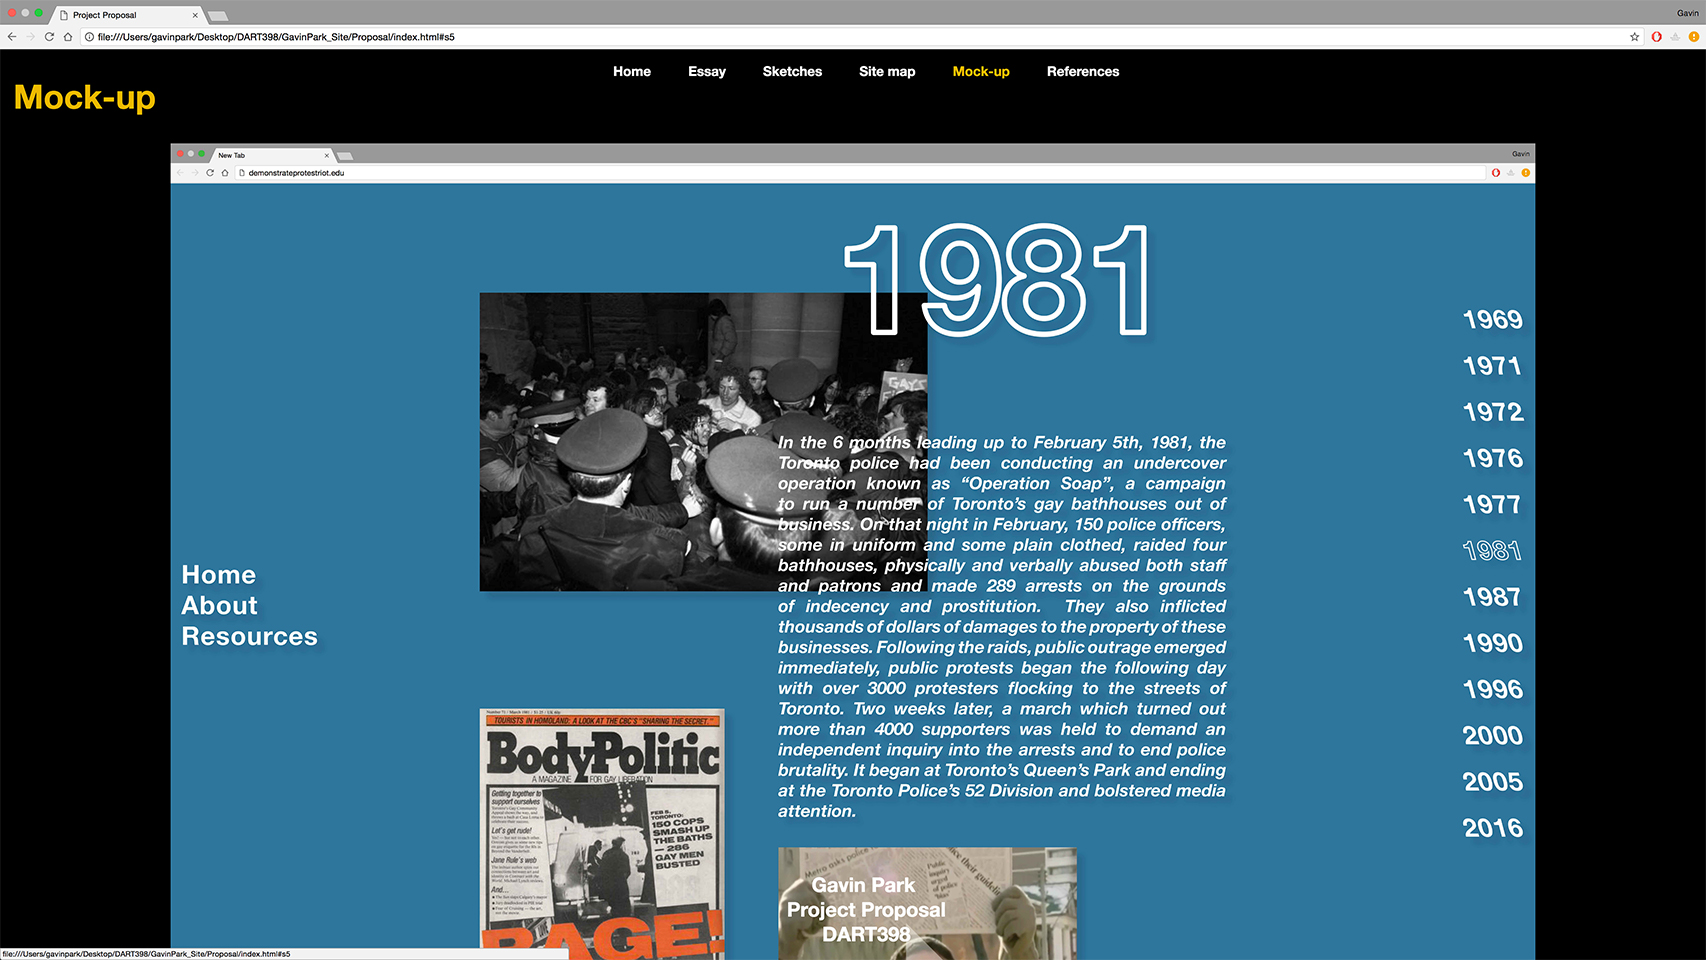 Project Proposal
Gavin
file:///Users/gavinpark/Desktop/DART398/GavinPark_Site/Proposal/index.html#s5
Home Essay Sketches Site map Mock-up References
Mock-up
New Tab
Gavin
demonstrateprotestriot.edu
1981
GAYS
In the 6 months leading up to February 5th, 1981, the
Toronto police had been conducting an undercover
operation known as “Operation Soap”, a campaign
to run a number of Toronto’s gay bathhouses out of
business. On that night in February, 150 police officers,
some in uniform and some plain clothed, raided four
bathhouses, physically and verbally abused both staff
and patrons and made 289 arrests on the grounds
of indecency and prostitution. They also inflicted
thousands of dollars of damages to the property of these
businesses. Following the raids, public outrage emerged
immediately, public protests began the following day
with over 3000 protesters flocking to the streets of
Toronto. Two weeks later, a march which turned out
more than 4000 supporters was held to demand an
independent inquiry into the arrests and to end police
brutality. It began at Toronto’s Queen’s Park and ending
at the Toronto Police’s 52 Division and bolstered media
attention.
Home
About
Resources
1969
1971
1972
1976
1977
1981
1987
1990
1996
2000
2005
2016
TOURISTS IN HOMOLAND: A LOOK AT THE CBC'S "SHARING THE SECRET."
BodyPolitic
A MAGAZINE FOR GAY LIBERATION
Getting together to
support ourselves
Let's get rude!
Jane Rule's web
And...
FEB. 5,
TORONTO:
150 COPS
SMASH UP
THE BATHS
— 286
GAY MEN
BUSTED
RAGE!
Metro asks police
Public
inquiry
urged
Gavin Park
Project Proposal
DART398
file:///Users/gavinpark/Desktop/DART398/GavinPark_Site/Proposal/index.html#s5